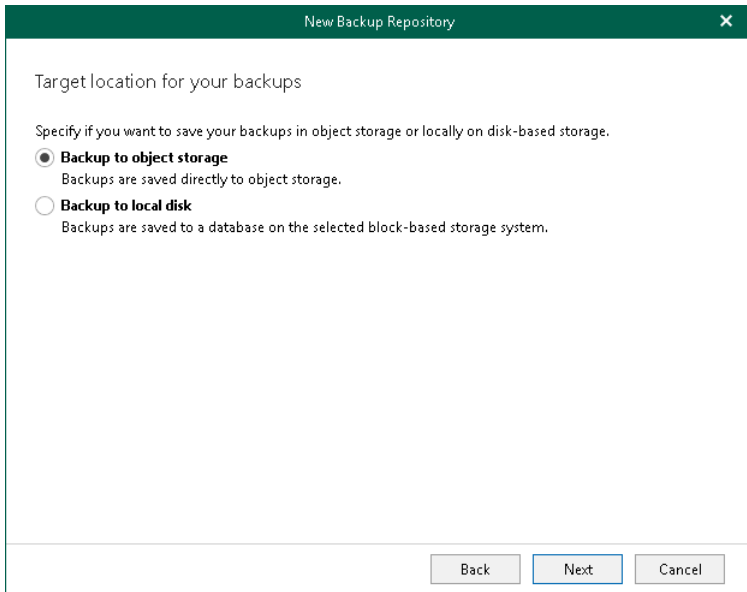 New Backup Repository
Target location for your backups
Specify if you want to save your backups in object storage or locally on disk-based storage.
Backup to object storage
Backups are saved directly to object storage.
Backup to local disk
Backups are saved to a database on the selected block-based storage system.
Back Next Cancel